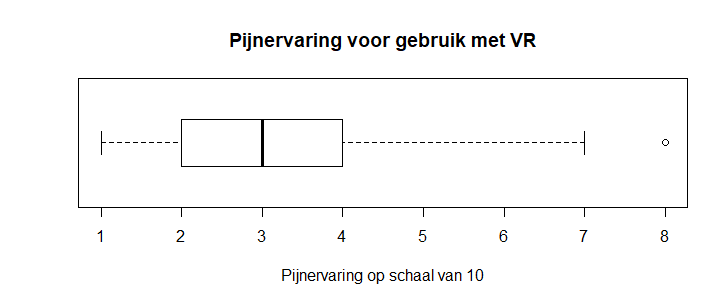 Pijnervaring voor gebruik met VR
1 2 3 4 5 6 7 8
Pijnervaring op schaal van 10